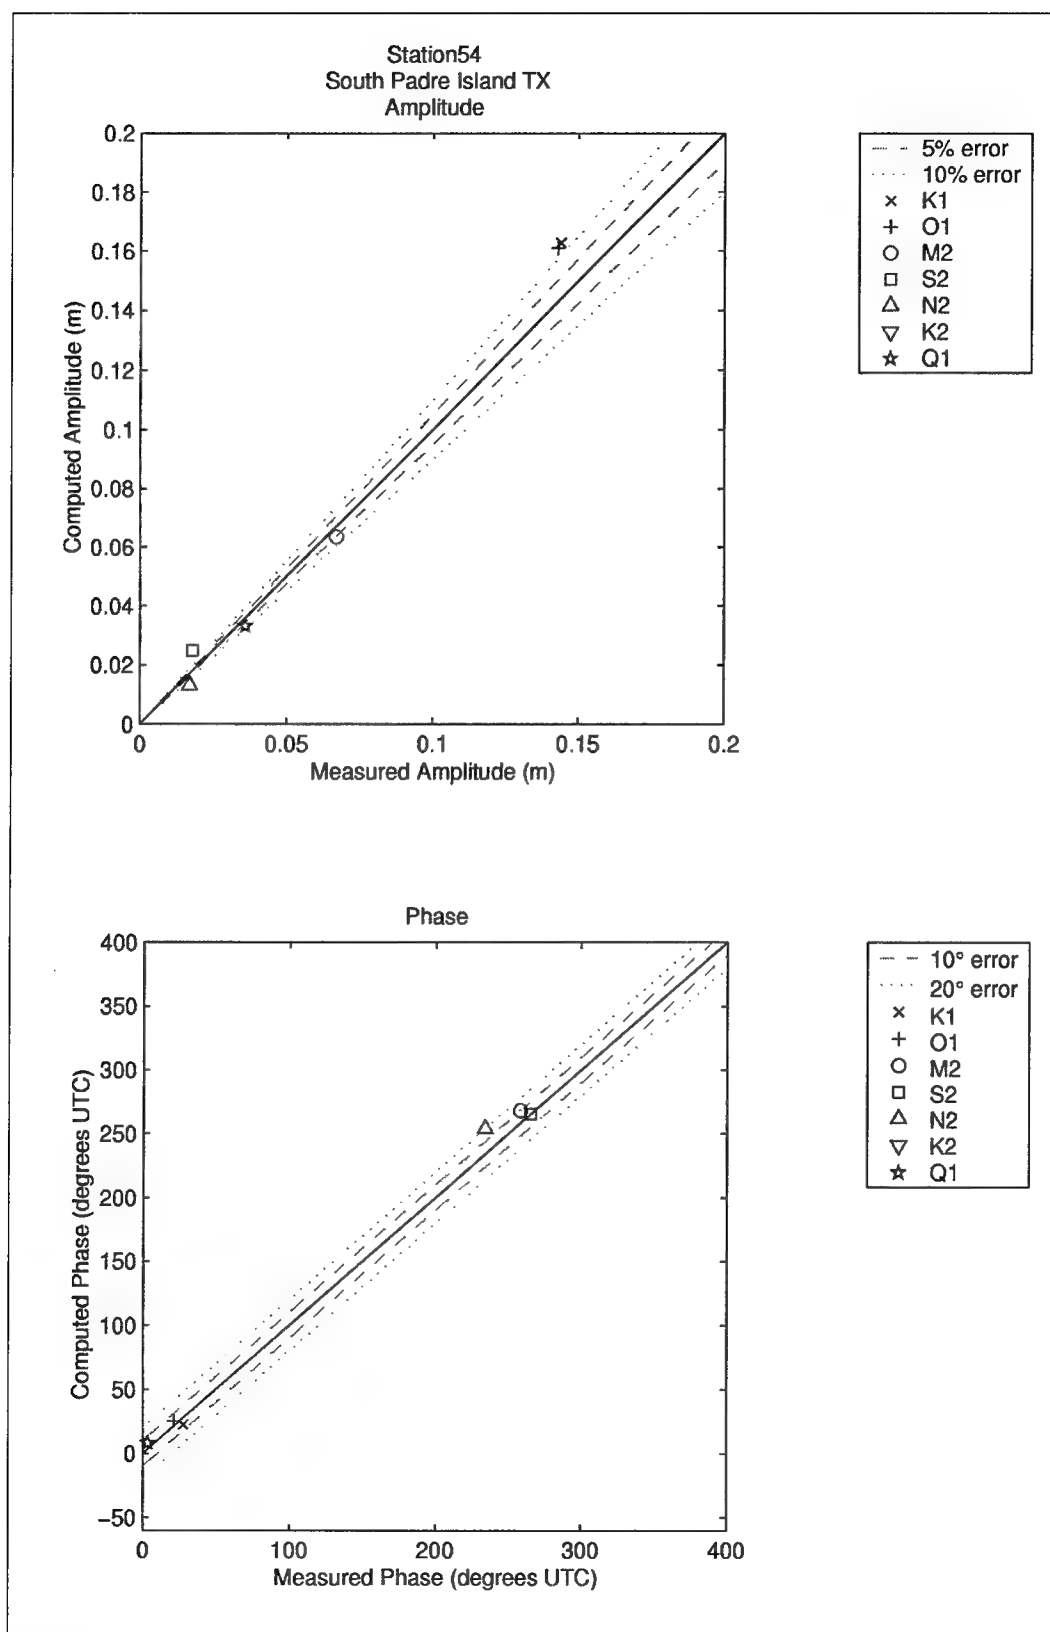 Station54
South Padre Island TX
Amplitude
0.2
0.18
0.16
0.14
0.12
0.1
0.08
0.06
0.04
0.02
0
Computed Amplitude (m)
0 0.05 0.1 0.15 0.2
Measured Amplitude (m)
5% error
10% error
K1
O1
M2
S2
N2
K2
Q1
Phase
400
350
300
250
200
150
100
50
0
−50
Computed Phase (degrees UTC)
0 100 200 300 400
Measured Phase (degrees UTC)
10° error
20° error
K1
O1
M2
S2
N2
K2
Q1